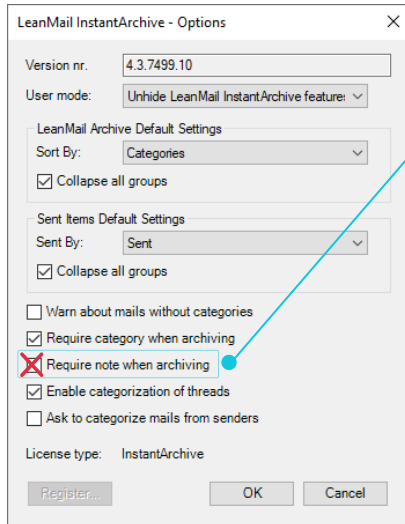 LeanMail InstantArchive - Options
Version nr. 4.3.7499.10
User mode: Unhide LeanMail InstantArchive features
LeanMail Archive Default Settings
Sort By: Categories
Collapse all groups
Sent Items Default Settings
Sent By: Sent
Collapse all groups
Warn about mails without categories
Require category when archiving
Require note when archiving
Enable categorization of threads
Ask to categorize mails from senders
License type: InstantArchive
Register...
OK Cancel